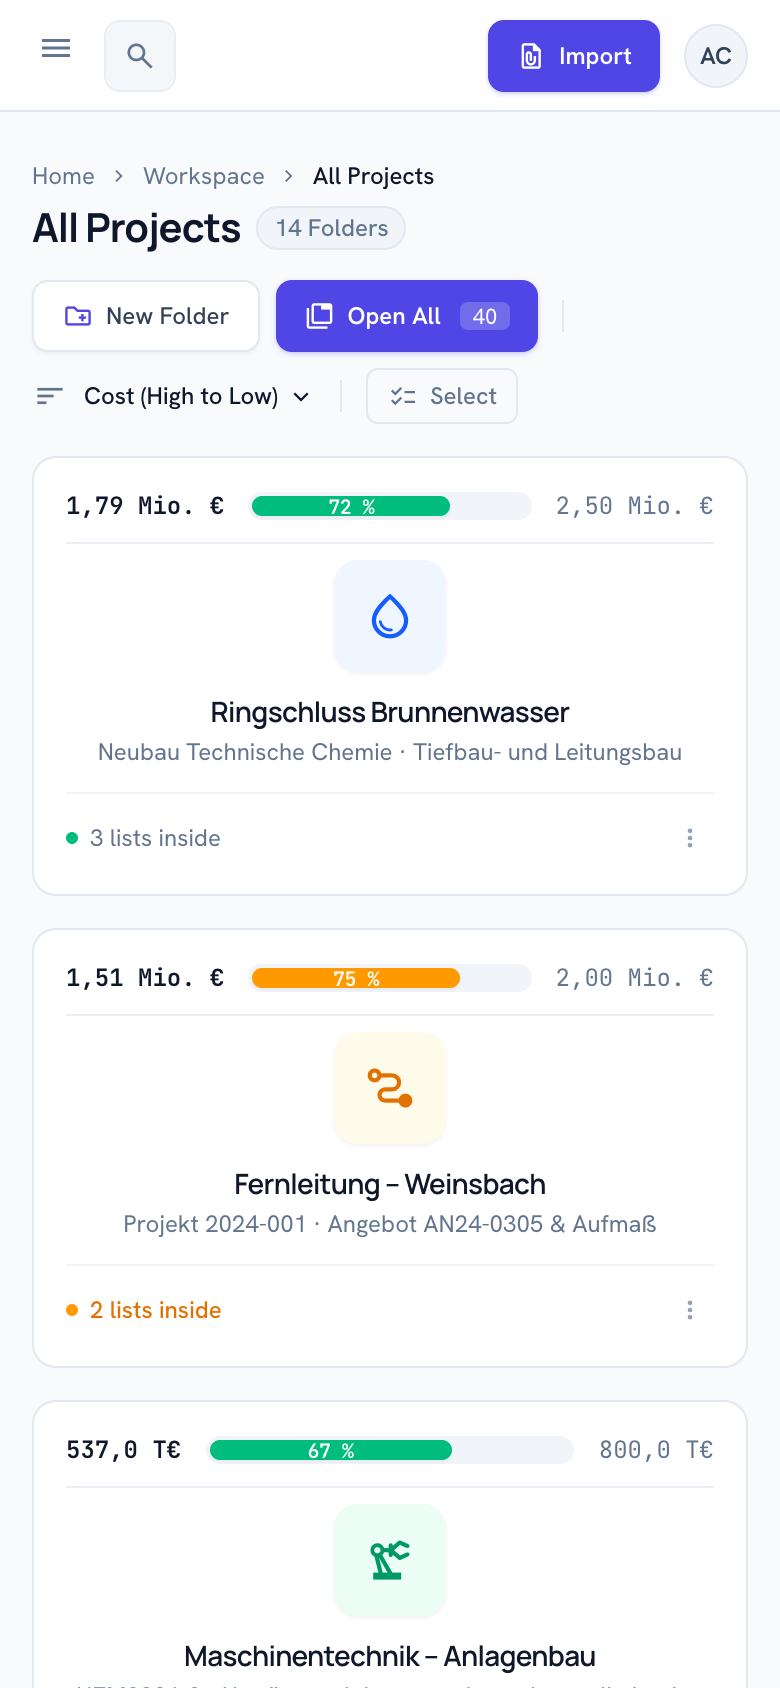 Import
AC
Home > Workspace > All Projects
All Projects 14 Folders
New Folder
Open All 40
Cost (High to Low)
Select
1,79 Mio. € 72 % 2,50 Mio. €
Ringschluss Brunnenwasser
Neubau Technische Chemie · Tiefbau- und Leitungsbau
3 lists inside
1,51 Mio. € 75 % 2,00 Mio. €
Fernleitung – Weinsbach
Projekt 2024-001 · Angebot AN24-0305 & Aufmaß
2 lists inside
537,0 T€ 67 % 800,0 T€
Maschinentechnik – Anlagenbau